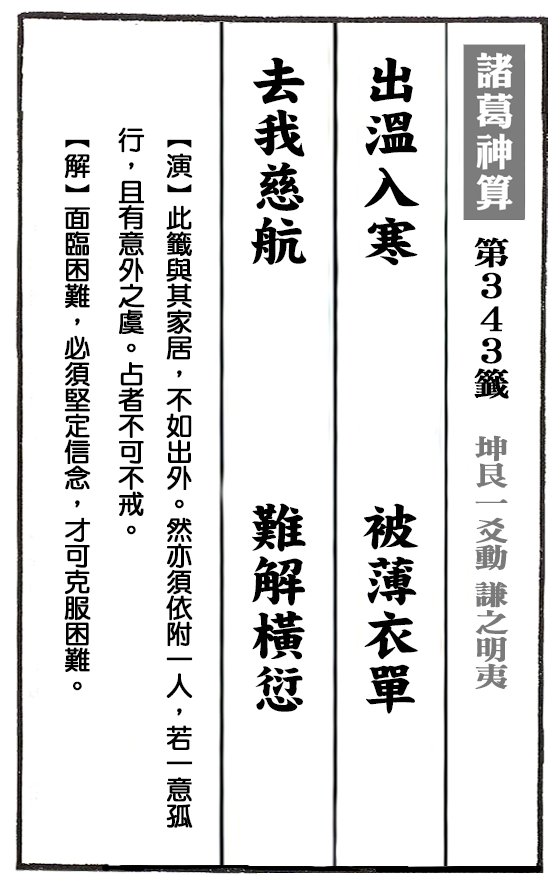 諸葛神算 第343籤 坤艮一爻動 謙之明夷
出溫入寒 被薄衣單
去我慈航 難解橫愆
【演】此籤與其家居，不如出外。然亦須依附一人，若一意孤
行，且有意外之虞。占者不可不戒。
【解】面臨困難，必須堅定信念，才可克服困難。